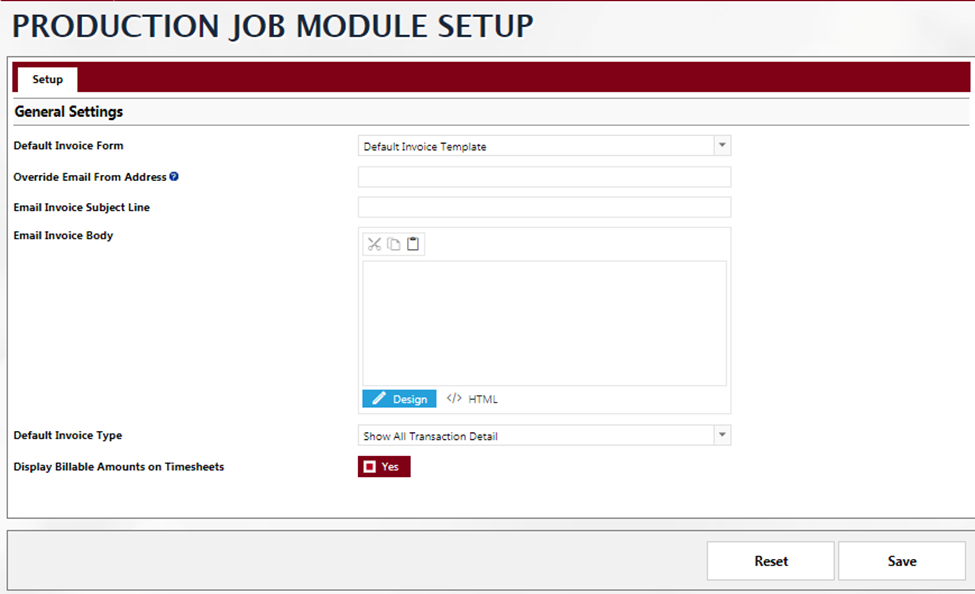 PRODUCTION JOB MODULE SETUP
Setup
General Settings
Default Invoice Form
Default Invoice Template
Override Email From Address ?
Email Invoice Subject Line
Email Invoice Body
Design </> HTML
Default Invoice Type
Show All Transaction Detail
Display Billable Amounts on Timesheets
Yes
Reset
Save